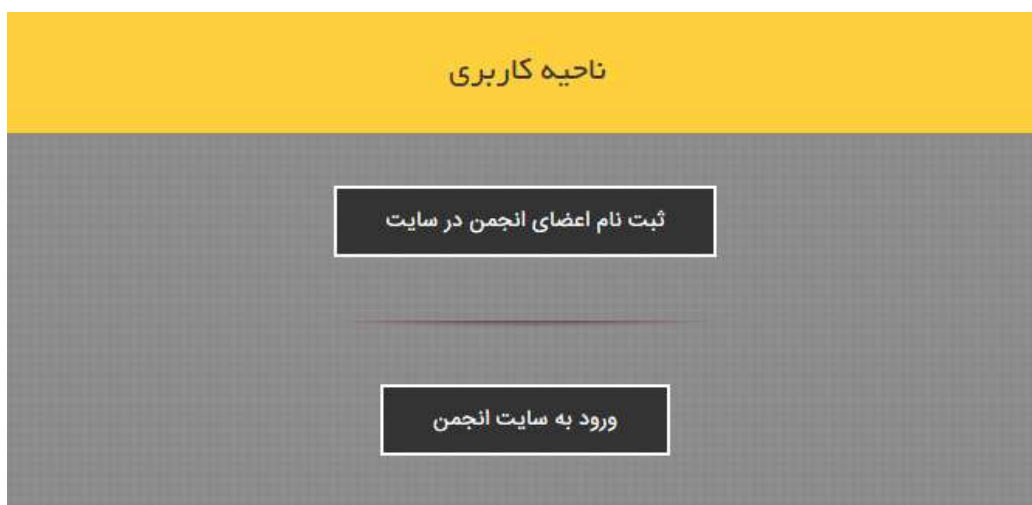 ناحیه کاربری
ثبت نام اعضای انجمن در سایت
ورود به سایت انجمن